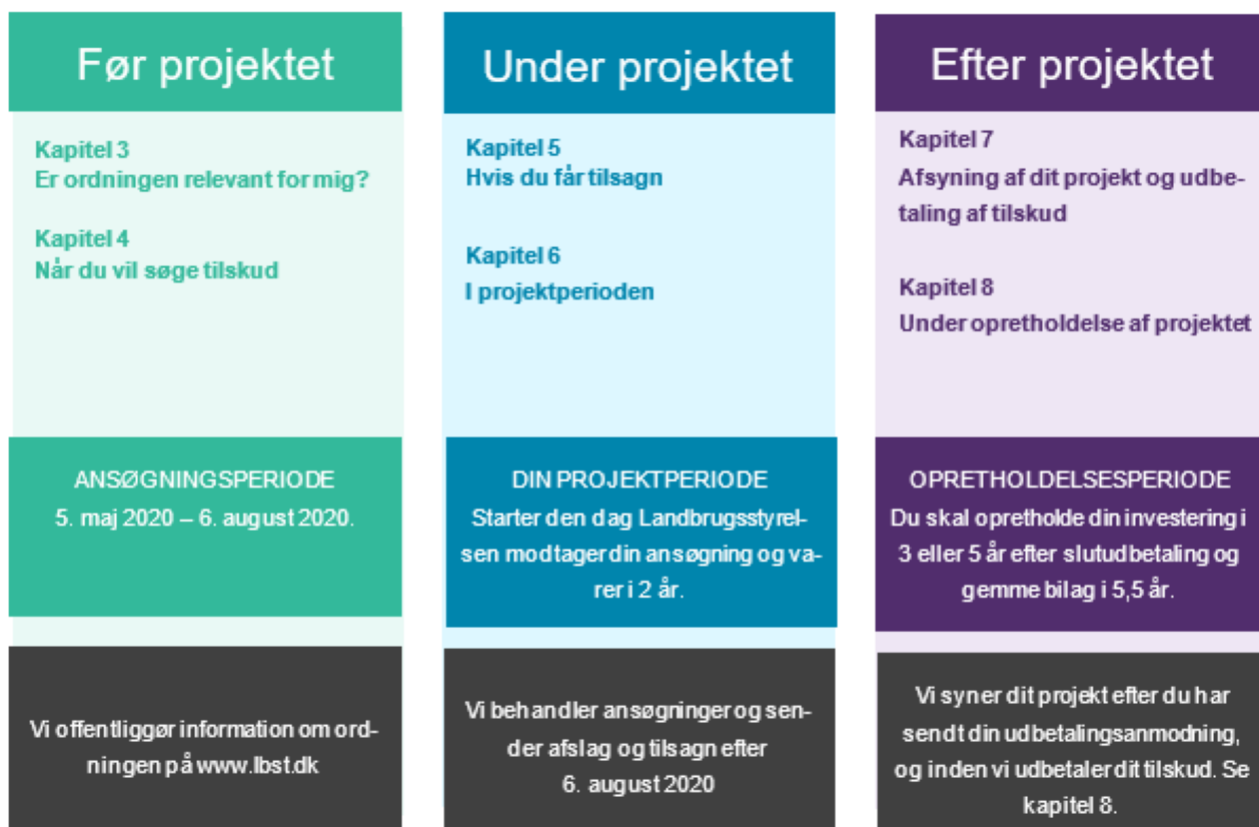 Før projektet
Kapitel 3
Er ordningen relevant for mig?
Kapitel 4
Når du vil søge tilskud
ANSØGNINGSPERIODE
5. maj 2020 – 6. august 2020.
Vi offentliggør information om ord-
ningen på www.lbst.dk
Under projektet
Kapitel 5
Hvis du får tilsagn
Kapitel 6
I projektperioden
DIN PROJEKTPERIODE
Starter den dag Landbrugsstyrel-
sen modtager din ansøgning og va-
rer i 2 år.
Vi behandler ansøgninger og sen-
der afslag og tilsagn efter
6. august 2020
Efter projektet
Kapitel 7
Afsyning af dit projekt og udbe-
taling af tilskud
Kapitel 8
Under opretholdelse af projektet
OPRETHOLDELSESPERIODE
Du skal opretholde din investering i
3 eller 5 år efter slutudbetaling og
gemme bilag i 5,5 år.
Vi syner dit projekt efter du har
sendt din udbetalingsanmodning,
og inden vi udbetaler dit tilskud. Se
kapitel 8.